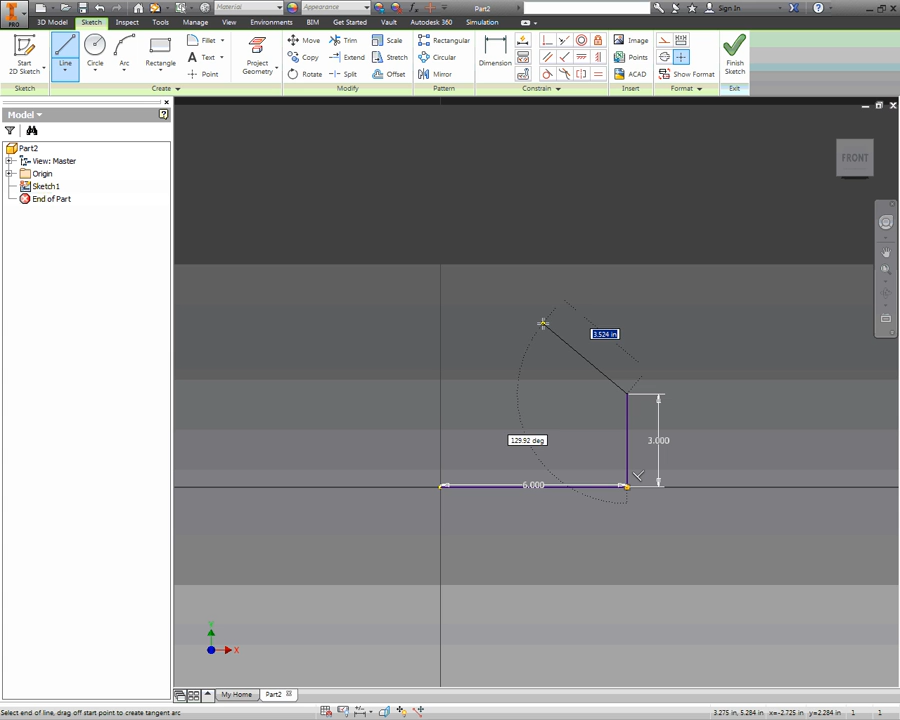 Material
Appearance
Part2
Sign In
PRO
3D Model
Sketch
Inspect
Tools
Manage
View
Environments
BIM
Get Started
Vault
Autodesk 360
Simulation
Start
2D Sketch
Line
Circle
Arc
Rectangle
Fillet
Text
Point
Project
Geometry
Move
Copy
Rotate
Trim
Extend
Split
Scale
Stretch
Offset
Rectangular
Circular
Mirror
Dimension
Image
Points
ACAD
Show Format
Finish
Sketch
Sketch
Create
Modify
Pattern
Constrain
Insert
Format
Exit
Model
Part2
View: Master
Origin
Sketch1
End of Part
FRONT
3.524 in
129.92 deg
3.000
6.000
Y
X
My Home
Part2
Select end of line, drag off start point to create tangent arc
3.275 in, 5.284 in
x=-2.725 in
y=2.284 in
1
1